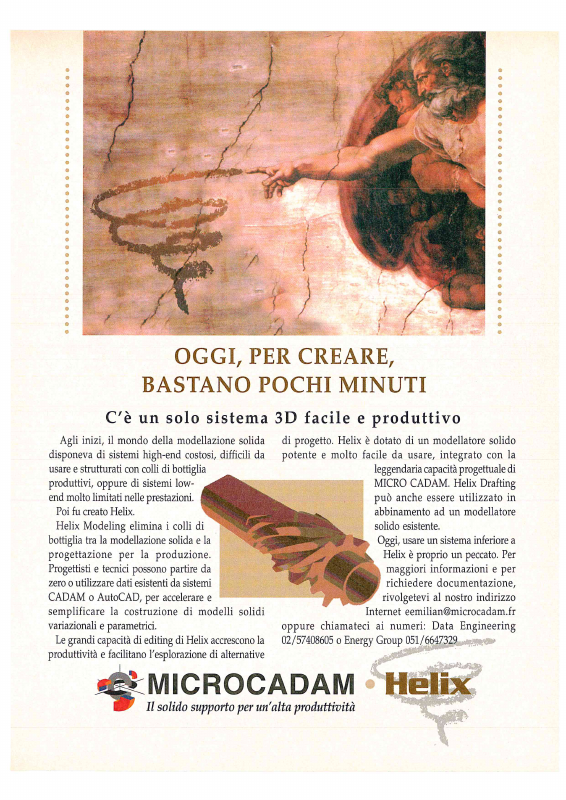 OGGI, PER CREARE,
BASTANO POCHI MINUTI
C'è un solo sistema 3D facile e produttivo
Agli inizi, il mondo della modellazione solida
disponeva di sistemi high-end costosi, difficili da
usare e strutturati con colli di bottiglia
produttivi, oppure di sistemi low-
end molto limitati nelle prestazioni.
Poi fu creato Helix.
Helix Modeling elimina i colli di
bottiglia tra la modellazione solida e la
progettazione per la produzione.
Progettisti e tecnici possono partire da
zero o utilizzare dati esistenti da sistemi
CADAM o AutoCAD, per accelerare e
semplificare la costruzione di modelli solidi
variazionali e parametrici.
Le grandi capacità di editing di Helix accrescono la
produttività e facilitano l'esplorazione di alternative
di progetto. Helix è dotato di un modellatore solido
potente e molto facile da usare, integrato con la
leggendaria capacità progettuale di
MICRO CADAM. Helix Drafting
può anche essere utilizzato in
abbinamento ad un modellatore
solido esistente.
Oggi, usare un sistema inferiore a
Helix è proprio un peccato. Per
maggiori informazioni e per
richiedere documentazione,
rivolgetevi al nostro indirizzo
Internet eemilian@microcadam.fr
oppure chiamateci ai numeri: Data Engineering
02/57408605 o Energy Group 051/6647329
MICROCADAM • Helix
Il solido supporto per un'alta produttività